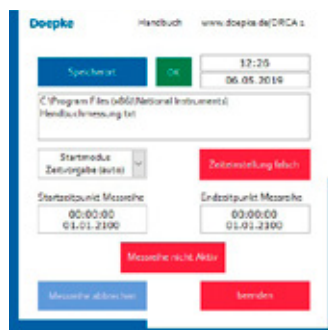 Doepke Handbuch www.doepke.de/DRCA 1
Speicherort OK 12:26
06.05.2019
C:\Program Files (x86)\National Instruments\
Handbuchmessung.txt
Startmodus
Zeitvorgabe (auto)
Zeiteinstellung falsch
Startzeitpunkt Messreihe Endzeitpunkt Messreihe
00:00:00 00:00:00
01.01.2100 01.01.2100
Messreihe nicht Aktiv
Messreihe abbrechen beenden